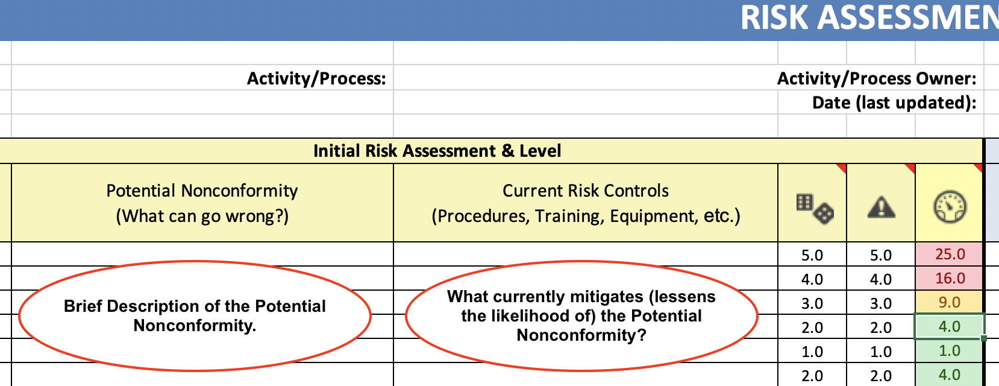 RISK ASSESSMEN
Activity/Process:
Activity/Process Owner:
Date (last updated):
Initial Risk Assessment & Level
Potential Nonconformity
(What can go wrong?)
Current Risk Controls
(Procedures, Training, Equipment, etc.)
5.0 5.0 25.0
4.0 4.0 16.0
3.0 3.0 9.0
2.0 2.0 4.0
1.0 1.0 1.0
2.0 2.0 4.0
Brief Description of the Potential
Nonconformity.
What currently mitigates (lessens
the likelihood of) the Potential
Nonconformity?